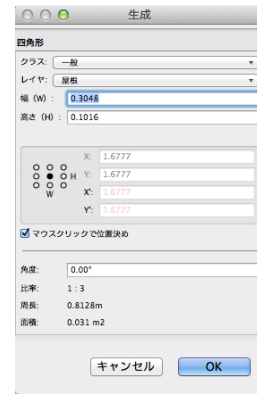 生成
四角形
クラス: 一般
レイヤ: 屋根
幅 (W) : 0.3048
高さ (H) : 0.1016
X: 1.6777
H Y: 1.6777
W X': 1.6777
Y': 1.6777
マウスクリックで位置決め
角度: 0.00°
比率: 1 : 3
周長: 0.8128m
面積: 0.031 m2
キャンセル OK